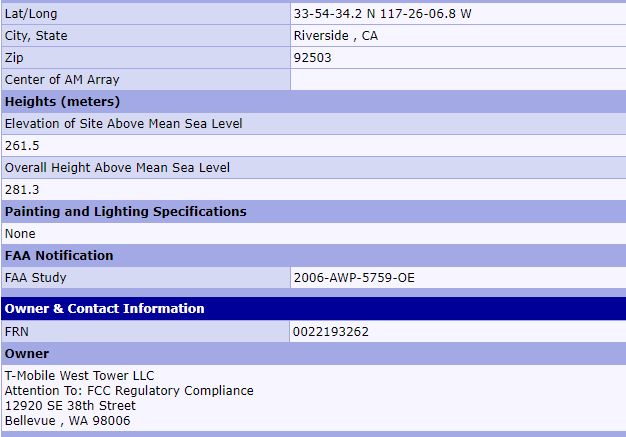 Lat/Long 33-54-34.2 N 117-26-06.8 W
City, State Riverside , CA
Zip 92503
Center of AM Array
Heights (meters)
Elevation of Site Above Mean Sea Level
261.5
Overall Height Above Mean Sea Level
281.3
Painting and Lighting Specifications
None
FAA Notification
FAA Study 2006-AWP-5759-OE
Owner & Contact Information
FRN 0022193262
Owner
T-Mobile West Tower LLC
Attention To: FCC Regulatory Compliance
12920 SE 38th Street
Bellevue , WA 98006